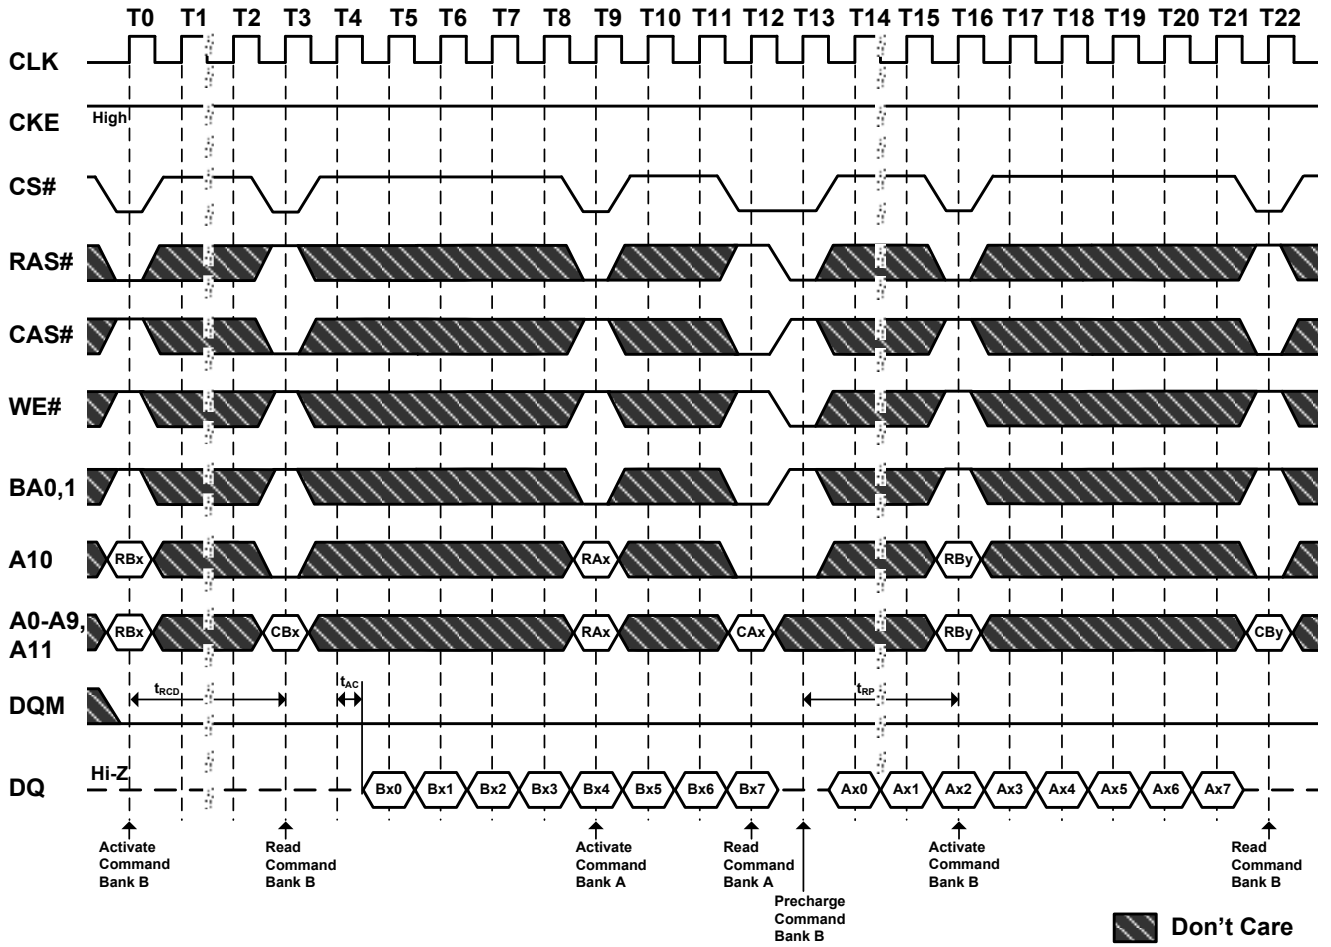 T0 T1 T2 T3 T4 T5 T6 T7 T8 T9 T10 T11 T12 T13 T14 T15 T16 T17 T18 T19 T20 T21 T22
CLK
CKE High
CS#
RAS#
CAS#
WE#
BA0,1
A10 RBx RAx RBy
A0-A9,
A11
RBx CBx RAx CAx RBy CBy
DQM tRCD tAC tRP
DQ Hi-Z Bx0 Bx1 Bx2 Bx3 Bx4 Bx5 Bx6 Bx7 Ax0 Ax1 Ax2 Ax3 Ax4 Ax5 Ax6 Ax7
Activate
Command
Bank B
Read
Command
Bank B
Activate
Command
Bank A
Read
Command
Bank A
Precharge
Command
Bank B
Activate
Command
Bank B
Read
Command
Bank B
Don't Care